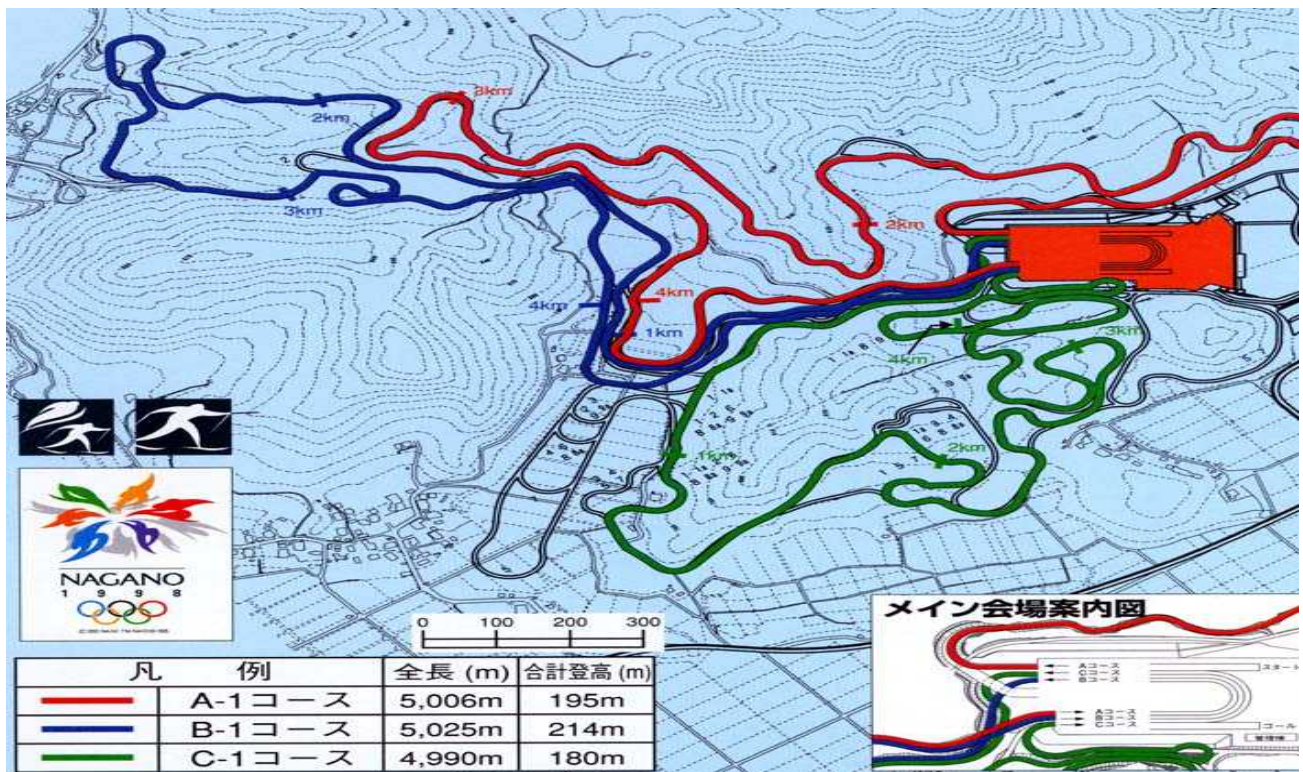 3km
2km
3km
2km
4km
4km
1km
3km
4km
1km
2km
NAGANO
1998
0 100 200 300
メイン会場案内図
Aコース
Cコース
Bコース
スタート
Aコース
Bコース
Cコース
ゴール
管理棟
凡 例 全長 (m) 合計登高 (m)
A-1コース 5,006m 195m
B-1コース 5,025m 214m
C-1コース 4,990m 180m